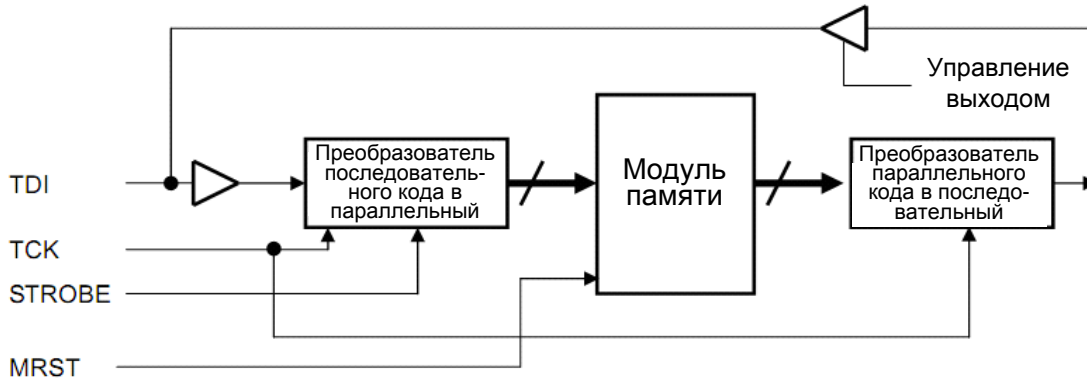 Управление
выходом
Преобразователь
последователь-
ного кода в
параллельный
Модуль
памяти
Преобразователь
параллельного
кода в последо-
вательный
TDI
TCK
STROBE
MRST